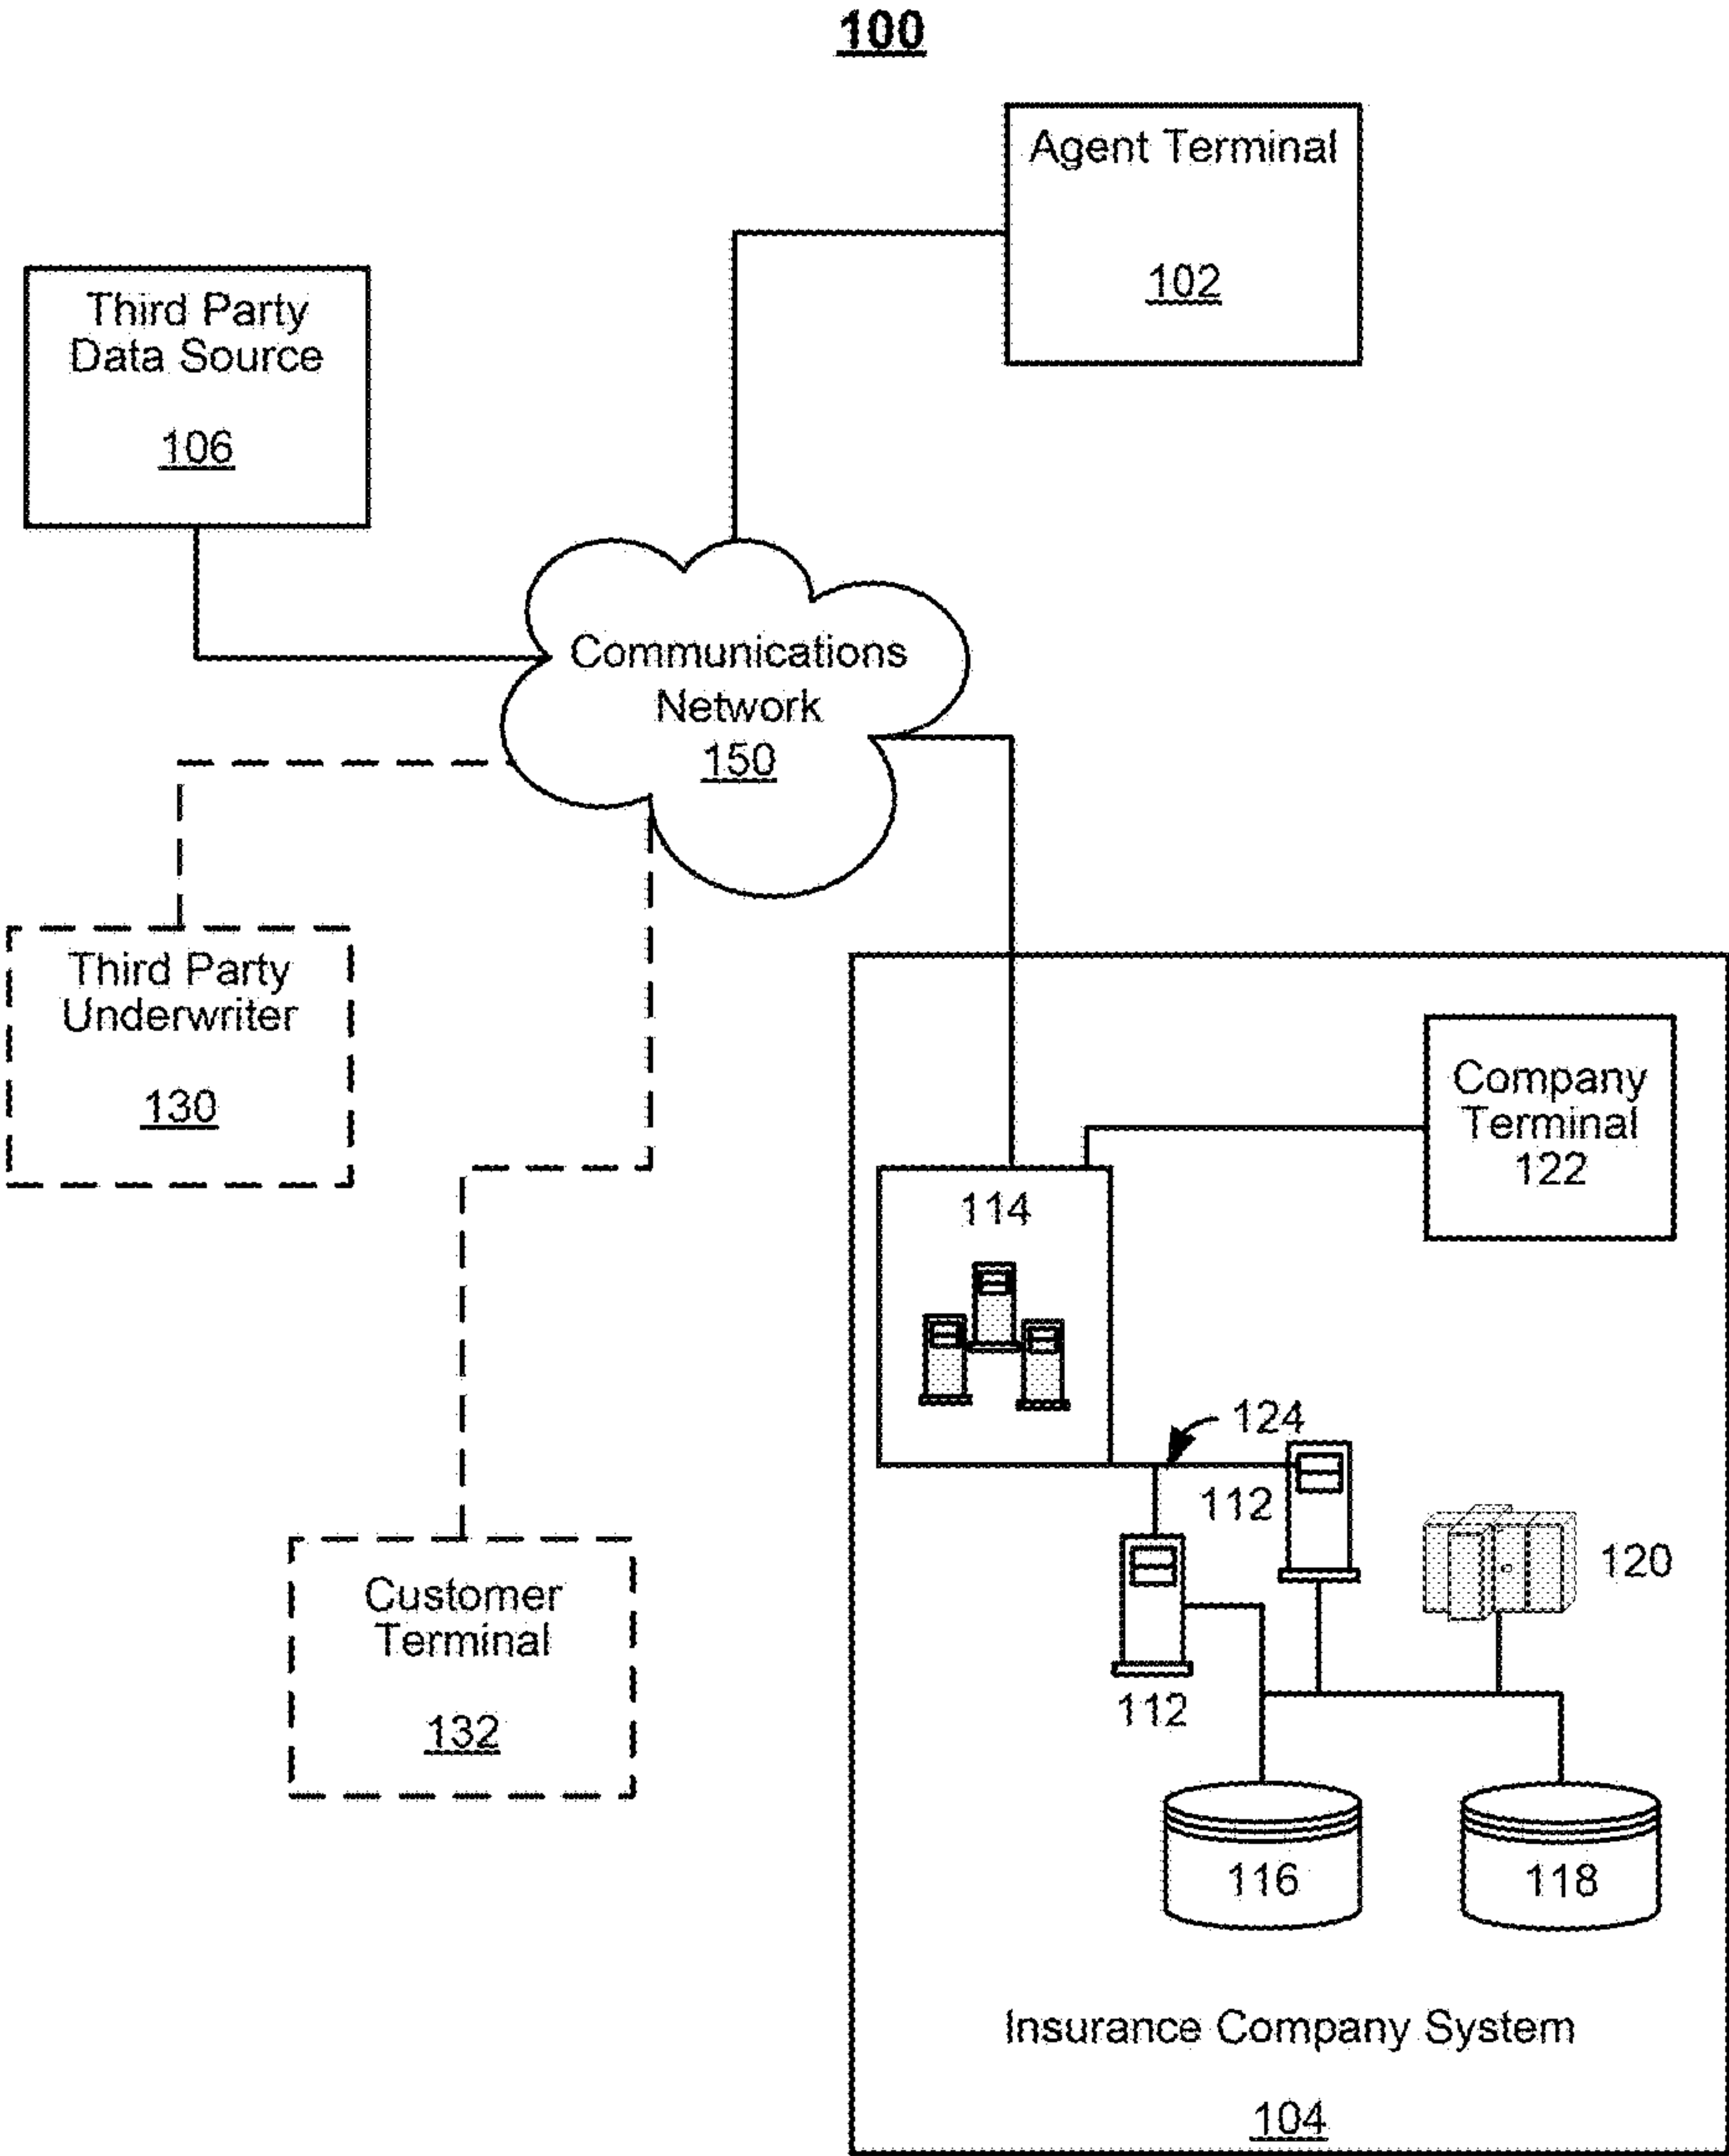 100
Agent Terminal
102
Third Party
Data Source
106
Communications
Network
150
Third Party
Underwriter
130
Company
Terminal
122
114
124
112
120
112
Customer
Terminal
132
116
118
Insurance Company System
104